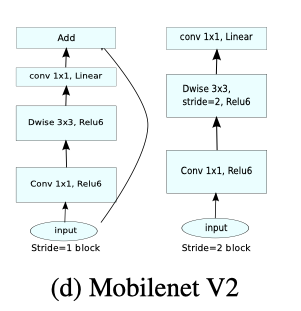 Add
conv 1x1, Linear
Dwise 3x3, Relu6
Conv 1x1, Relu6
input
Stride=1 block
conv 1x1, Linear
Dwise 3x3,
stride=2, Relu6
Conv 1x1, Relu6
input
Stride=2 block
(d) Mobilenet V2